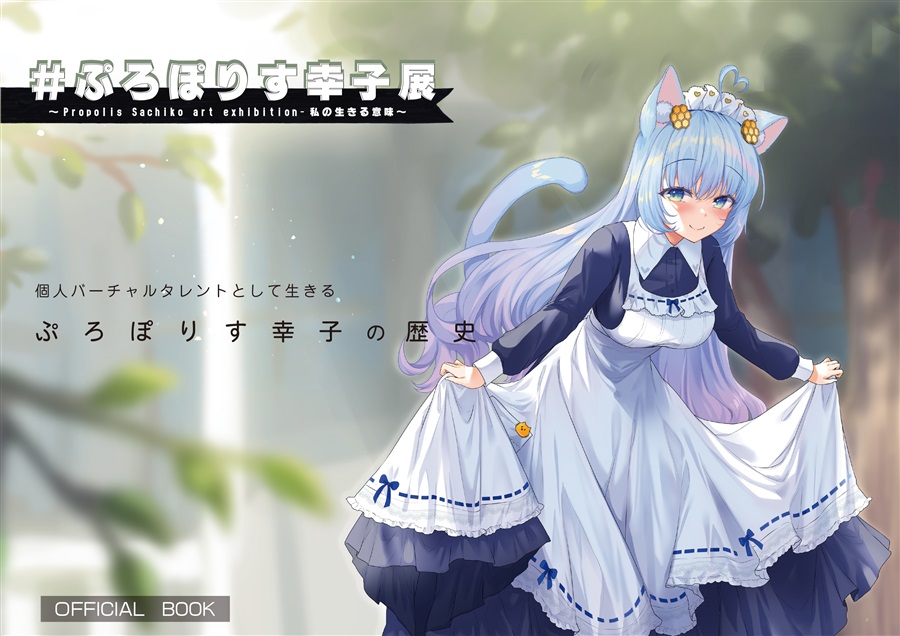 #ぷろぽりす幸子展
～Propolis Sachiko art exhibition-私の生きる意味～
個人バーチャルタレントとして生きる
ぷろぽりす幸子の歴史
OFFICIAL BOOK